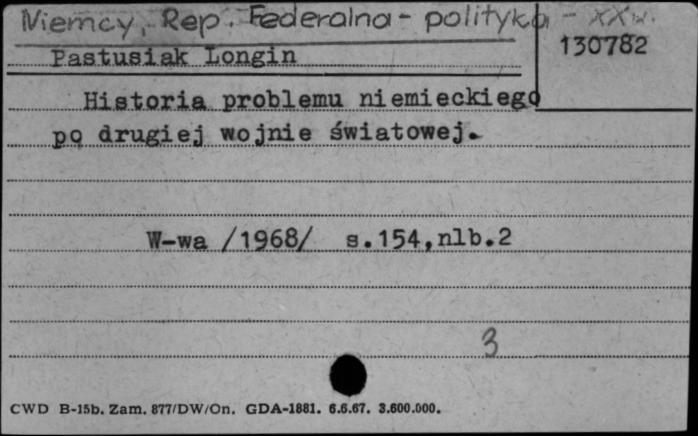 Niemcy, Rep. Federalna - polityka - XX w.
130782
Pastusiak Longin
Historia problemu niemieckiego
po drugiej wojnie światowej.
W-wa /1968/ s.154,nlb.2
3
CWD B-15b. Zam. 877/DW/On. GDA-1881. 6.6.67. 3.600.000.